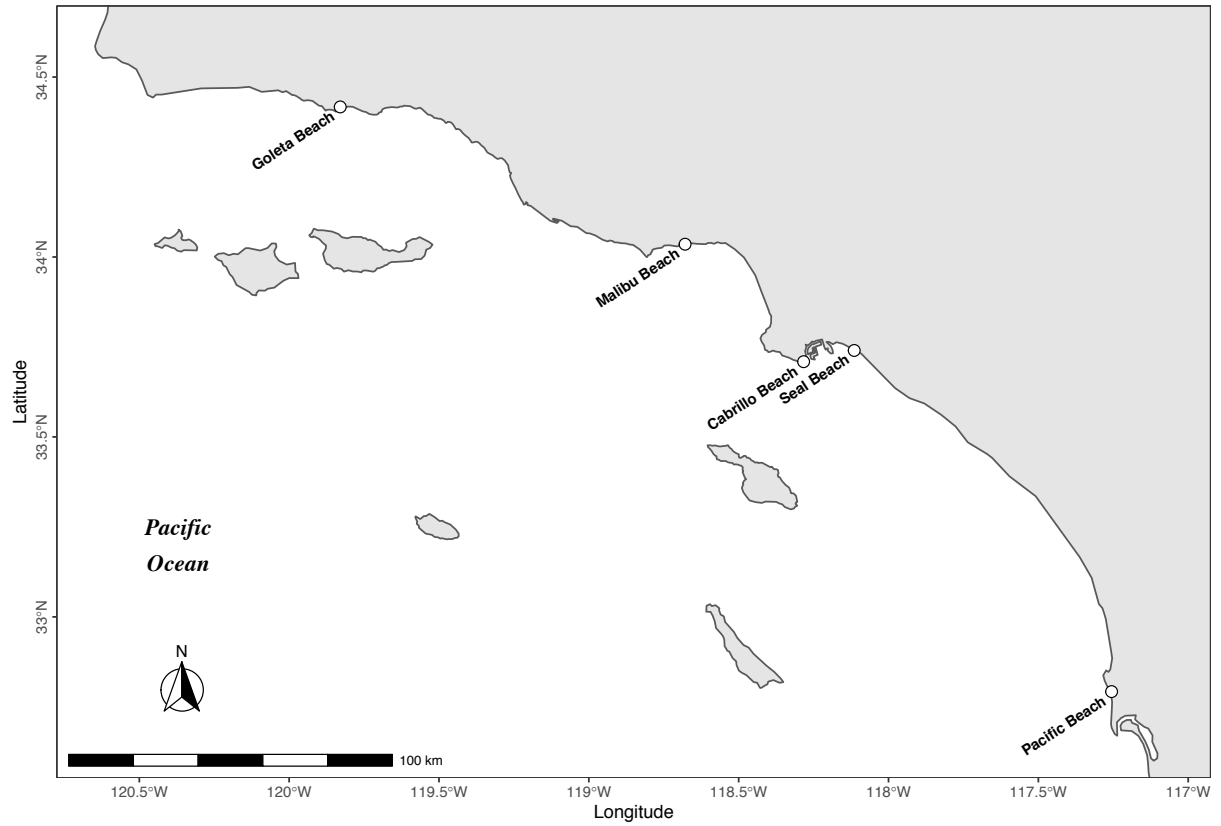 34.5°N
Goleta Beach
34°N
Malibu Beach
Cabrillo Beach
Seal Beach
33.5°N
Latitude
Pacific
Ocean
33°N
N
Pacific Beach
100 km
120.5°W
120°W
119.5°W
119°W
118.5°W
118°W
117.5°W
117°W
Longitude